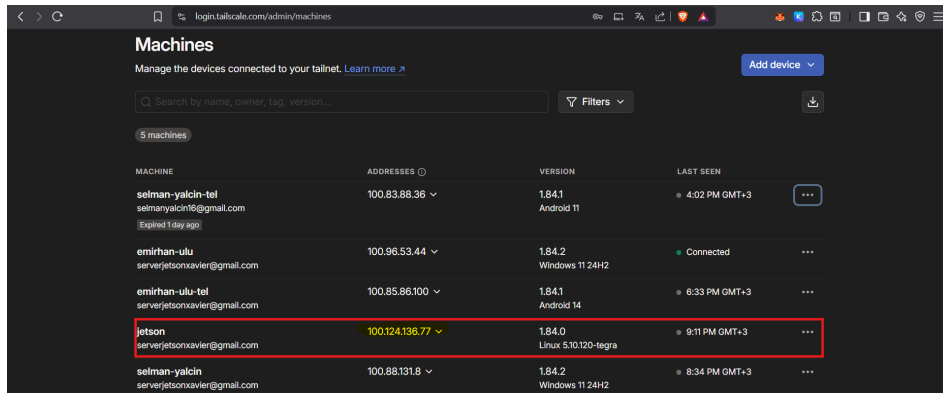 login.tailscale.com/admin/machines
Machines
Manage the devices connected to your tailnet. Learn more ↗
Add device
Search by name, owner, tag, version...
Filters
5 machines
MACHINE ADDRESSES VERSION LAST SEEN
selman-yalcin-tel 100.83.88.36 1.84.1 4:02 PM GMT+3
selmanyalcin16@gmail.com Android 11
Expired 1 day ago
emirhan-ulu 100.96.53.44 1.84.2 Connected
serverjetsonxavier@gmail.com Windows 11 24H2
emirhan-ulu-tel 100.85.86.100 1.84.1 6:33 PM GMT+3
serverjetsonxavier@gmail.com Android 14
jetson 100.124.136.77 1.84.0 9:11 PM GMT+3
serverjetsonxavier@gmail.com Linux 5.10.120-tegra
selman-yalcin 100.88.131.8 1.84.2 8:34 PM GMT+3
serverjetsonxavier@gmail.com Windows 11 24H2